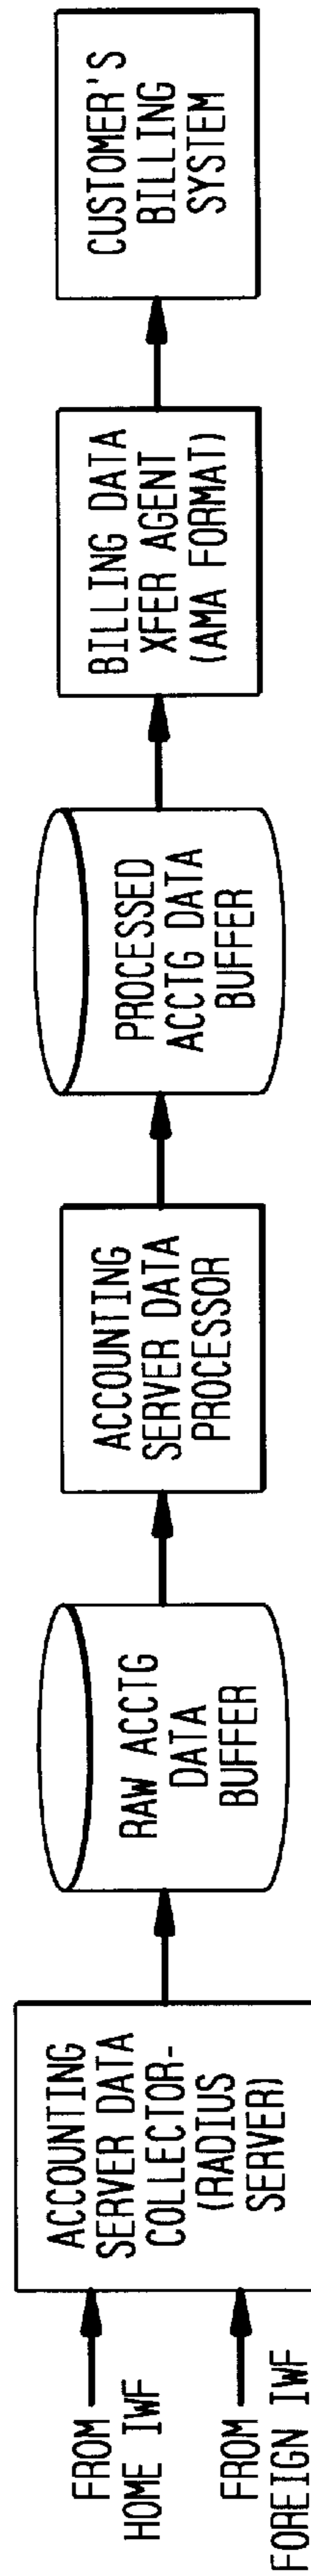 FROM
HOME IWF
FROM
FOREIGN IWF
ACCOUNTING
SERVER DATA
COLLECTOR-
(RADIUS
SERVER)
RAW ACCTG
DATA
BUFFER
ACCOUNTING
SERVER DATA
PROCESSOR
PROCESSED
ACCTG DATA
BUFFER
BILLING DATA
XFER AGENT
(AMA FORMAT)
CUSTOMER'S
BILLING
SYSTEM